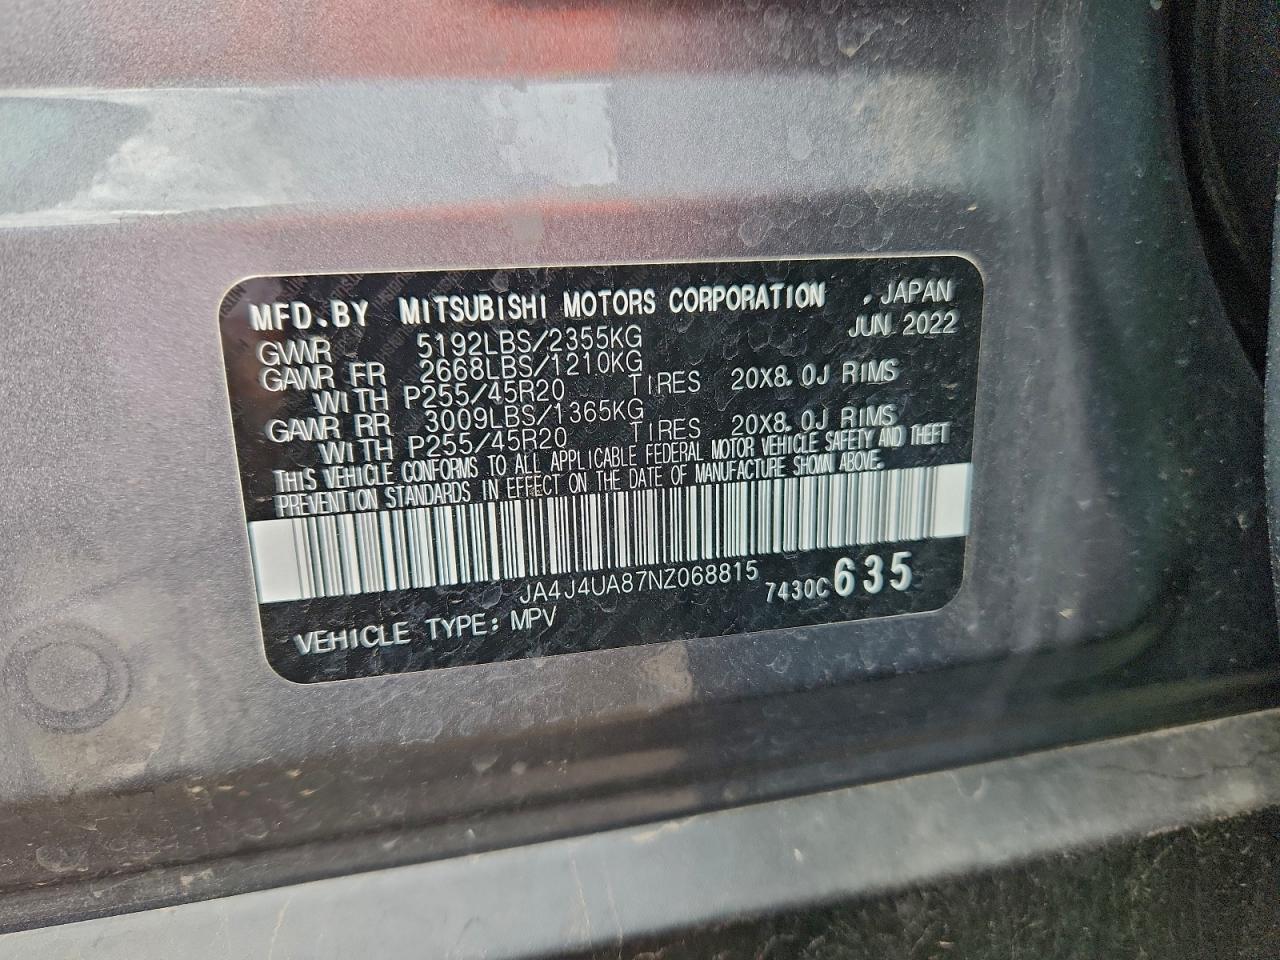 MFD.BY MITSUBISHI MOTORS CORPORATION . JAPAN
JUN 2022
GVWR 5192LBS/2355KG
GAWR FR 2668LBS/1210KG
WITH P255/45R20 TIRES 20X8.0J RIMS
GAWR RR 3009LBS/1365KG
WITH P255/45R20 TIRES 20X8.0J RIMS
THIS VEHICLE CONFORMS TO ALL APPLICABLE FEDERAL MOTOR VEHICLE SAFETY AND THEFT
PREVENTION STANDARDS IN EFFECT ON THE DATE OF MANUFACTURE SHOWN ABOVE.
JA4J4UA87NZ068815 7430C635
VEHICLE TYPE: MPV